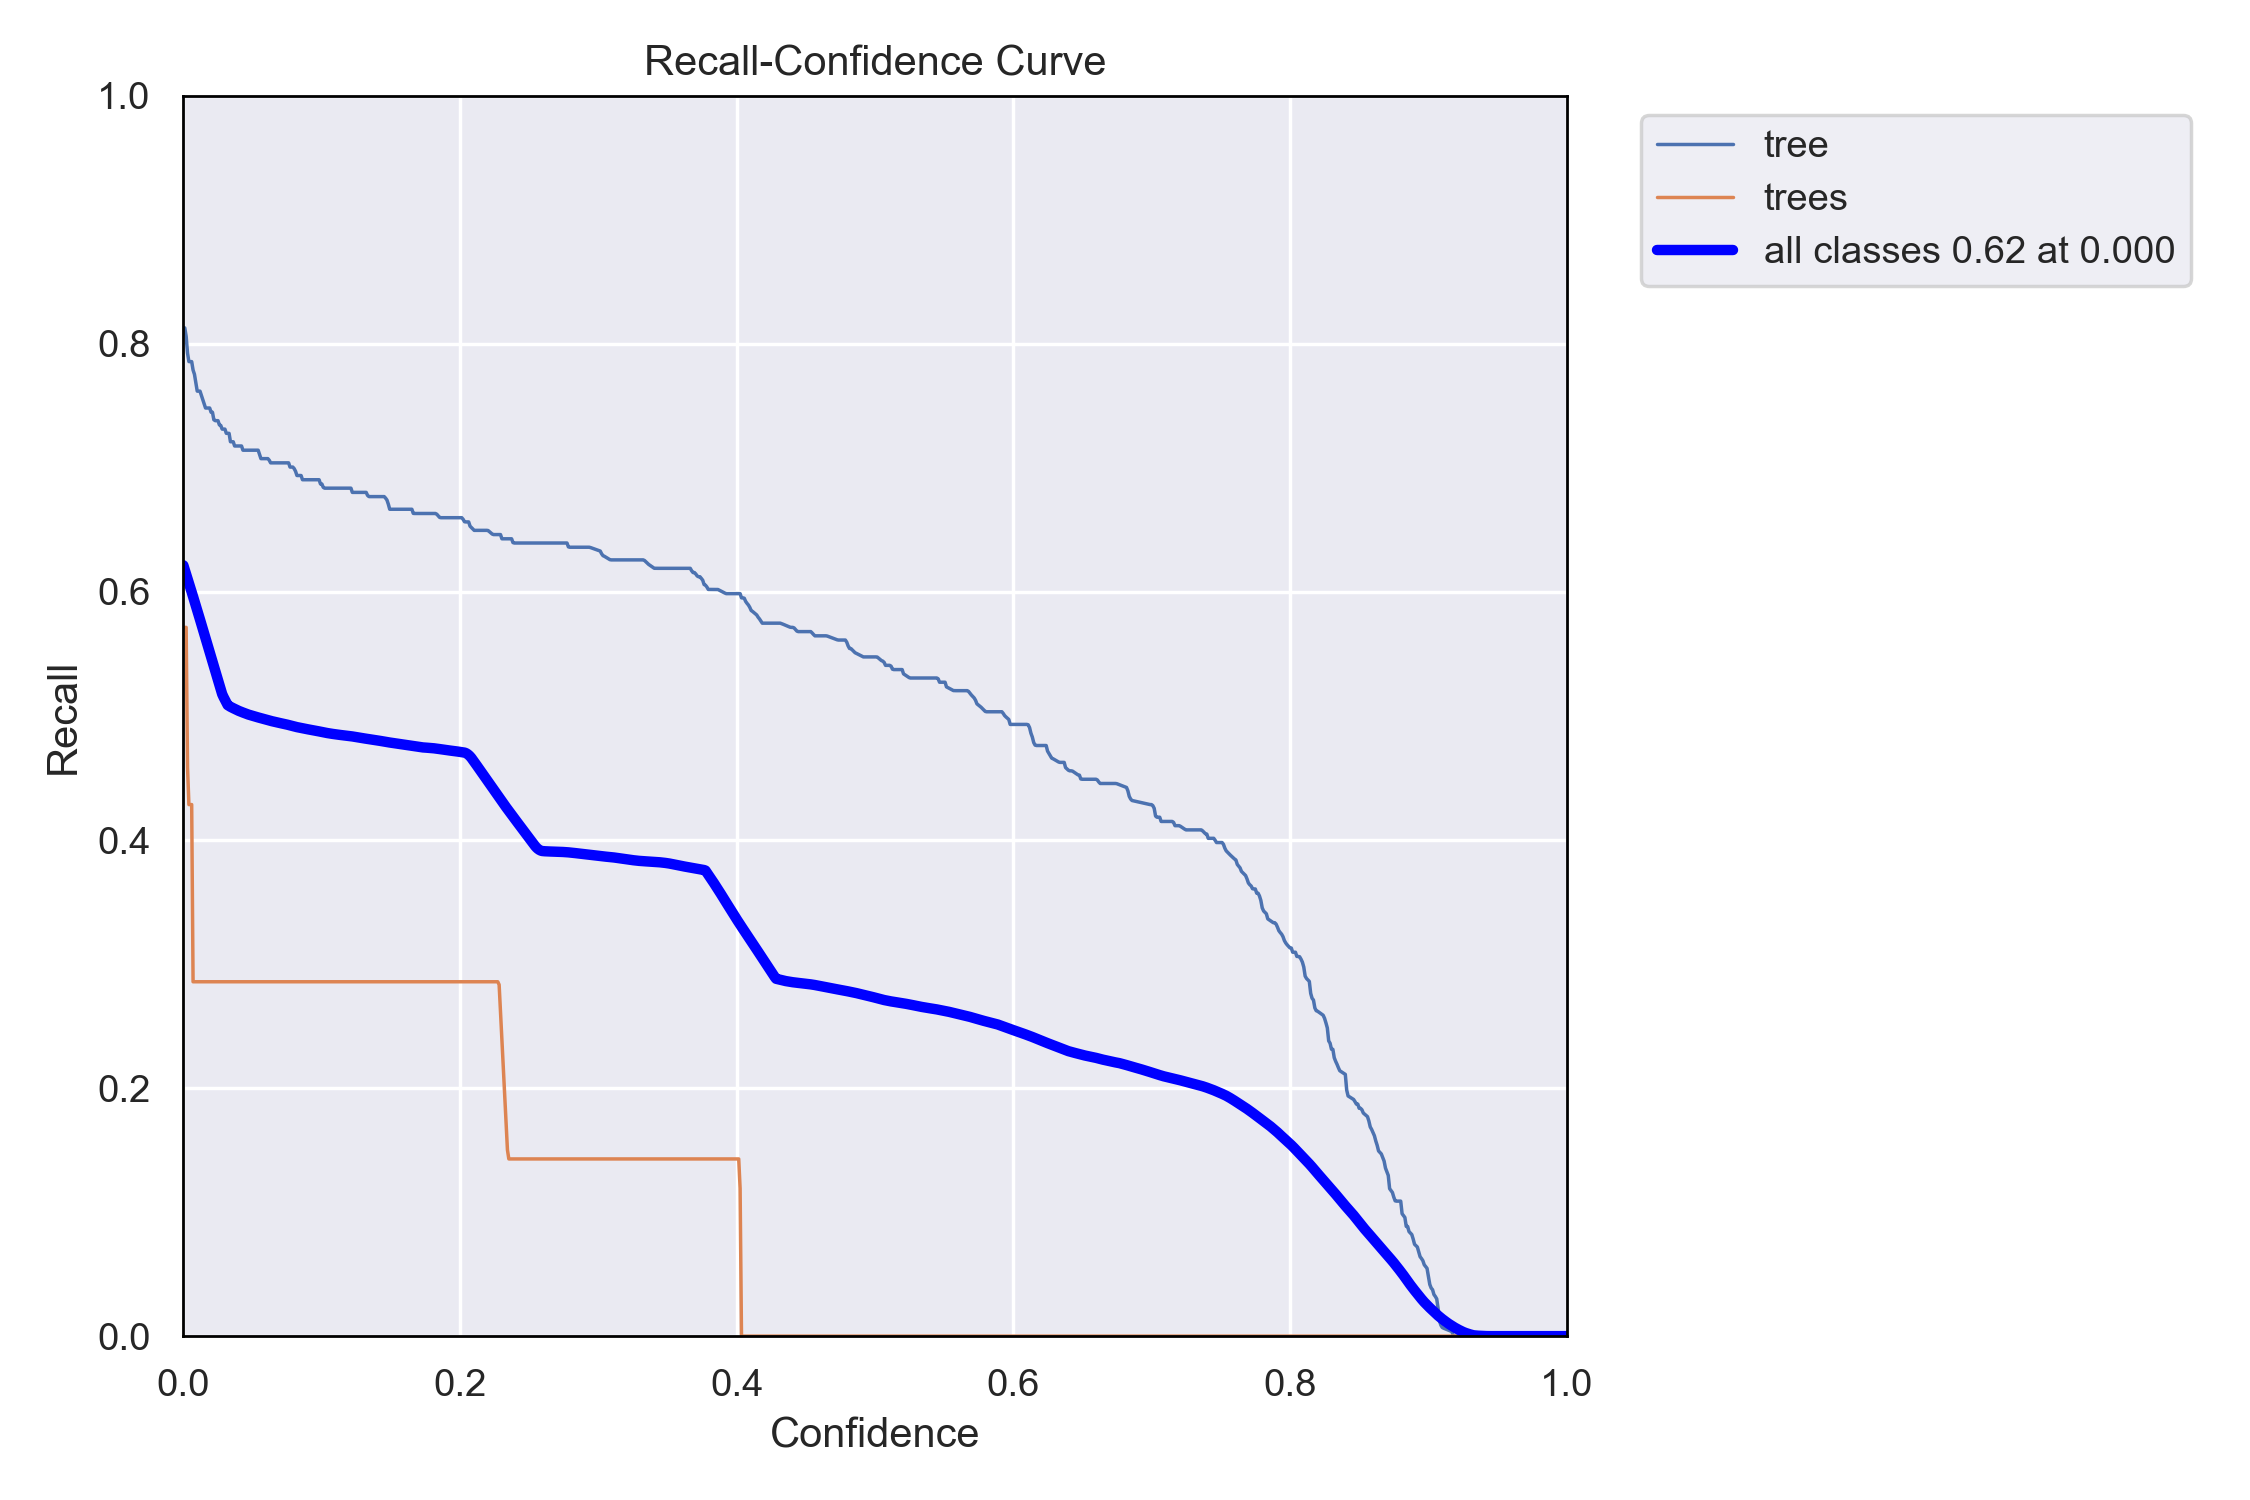 Recall-Confidence Curve
1.0
0.8
0.6
0.4
0.2
0.0
Recall
0.0 0.2 0.4 0.6 0.8 1.0
Confidence
tree
trees
all classes 0.62 at 0.000